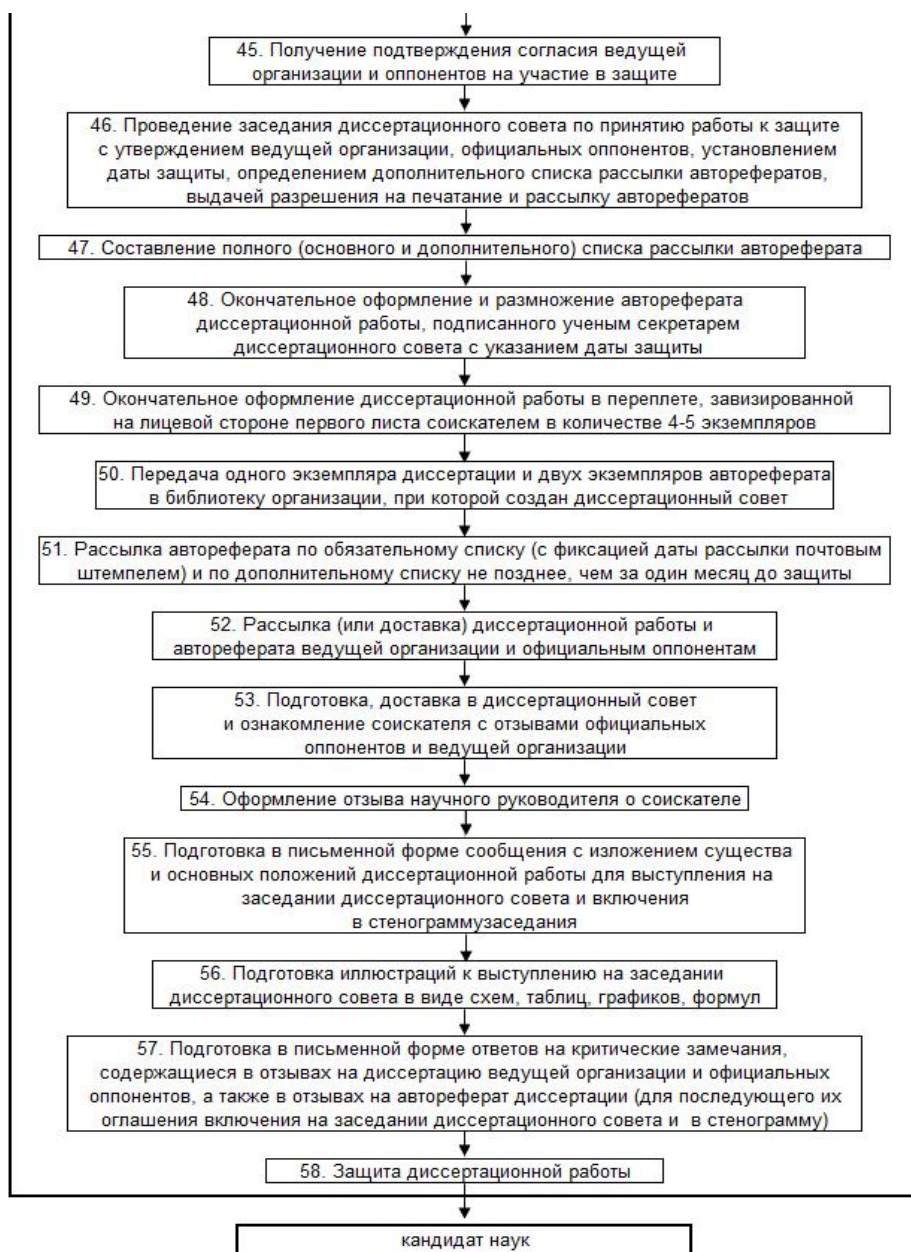 45. Получение подтверждения согласия ведущей
организации и оппонентов на участие в защите
46. Проведение заседания диссертационного совета по принятию работы к защите
с утверждением ведущей организации, официальных оппонентов, установлением
даты защиты, определением дополнительного списка рассылки авторефератов,
выдачей разрешения на печатание и рассылку авторефератов
47. Составление полного (основного и дополнительного) списка рассылки автореферата
48. Окончательное оформление и размножение автореферата
диссертационной работы, подписанного ученым секретарем
диссертационного совета с указанием даты защиты
49. Окончательное оформление диссертационной работы в переплете, завизированной
на лицевой стороне первого листа соискателем в количестве 4-5 экземпляров
50. Передача одного экземпляра диссертации и двух экземпляров автореферата
в библиотеку организации, при которой создан диссертационный совет
51. Рассылка автореферата по обязательному списку (с фиксацией даты рассылки почтовым
штемпелем) и по дополнительному списку не позднее, чем за один месяц до защиты
52. Рассылка (или доставка) диссертационной работы и
автореферата ведущей организации и официальным оппонентам
53. Подготовка, доставка в диссертационный совет
и ознакомление соискателя с отзывами официальных
оппонентов и ведущей организации
54. Оформление отзыва научного руководителя о соискателе
55. Подготовка в письменной форме сообщения с изложением существа
и основных положений диссертационной работы для выступления на
заседании диссертационного совета и включения
в стенограммузаседания
56. Подготовка иллюстраций к выступлению на заседании
диссертационного совета в виде схем, таблиц, графиков, формул
57. Подготовка в письменной форме ответов на критические замечания,
содержащиеся в отзывах на диссертацию ведущей организации и официальных
оппонентов, а также в отзывах на автореферат диссертации (для последующего их
оглашения включения на заседании диссертационного совета и в стенограмму)
58. Защита диссертационной работы
кандидат наук